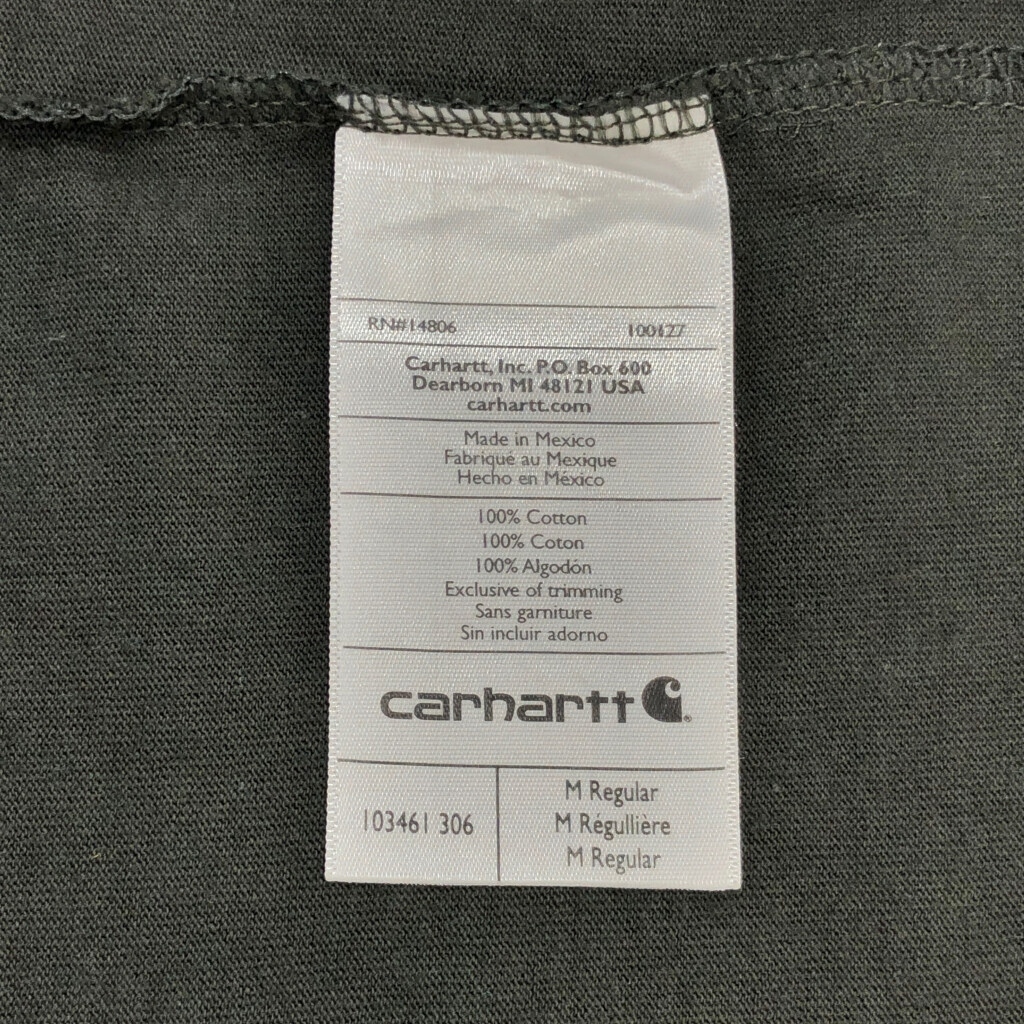 RN#14806 100127
Carhartt, Inc. P.O. Box 600
Dearborn MI 48121 USA
carhartt.com
Made in Mexico
Fabriqué au Mexique
Hecho en México
100% Cotton
100% Coton
100% Algodón
Exclusive of trimming
Sans garniture
Sin incluir adorno
carhartt®
103461 306
M Regular
M Régullière
M Regular